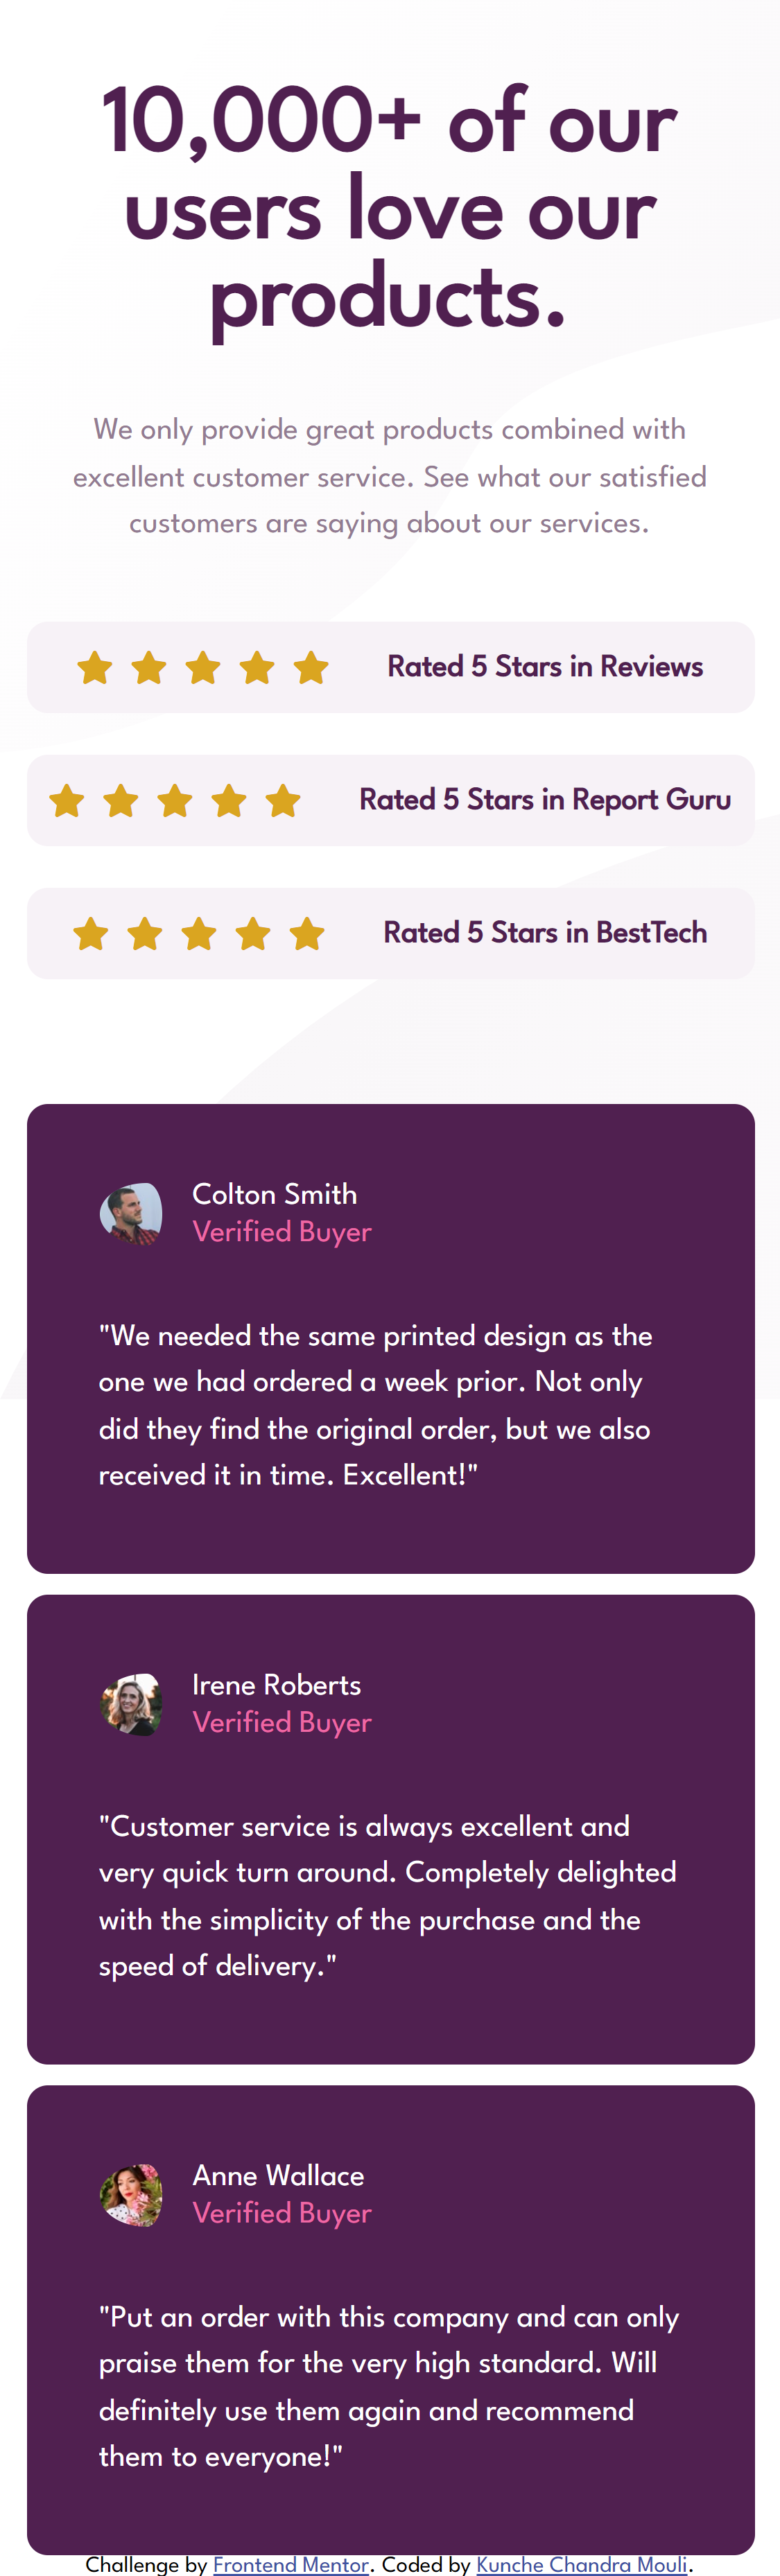 10,000+ of our
users love our
products.
We only provide great products combined with
excellent customer service. See what our satisfied
customers are saying about our services.
Rated 5 Stars in Reviews
Rated 5 Stars in Report Guru
Rated 5 Stars in BestTech
Colton Smith
Verified Buyer
"We needed the same printed design as the
one we had ordered a week prior. Not only
did they find the original order, but we also
received it in time. Excellent!"
Irene Roberts
Verified Buyer
"Customer service is always excellent and
very quick turn around. Completely delighted
with the simplicity of the purchase and the
speed of delivery."
Anne Wallace
Verified Buyer
"Put an order with this company and can only
praise them for the very high standard. Will
definitely use them again and recommend
them to everyone!"
Challenge by Frontend Mentor. Coded by Kunche Chandra Mouli.